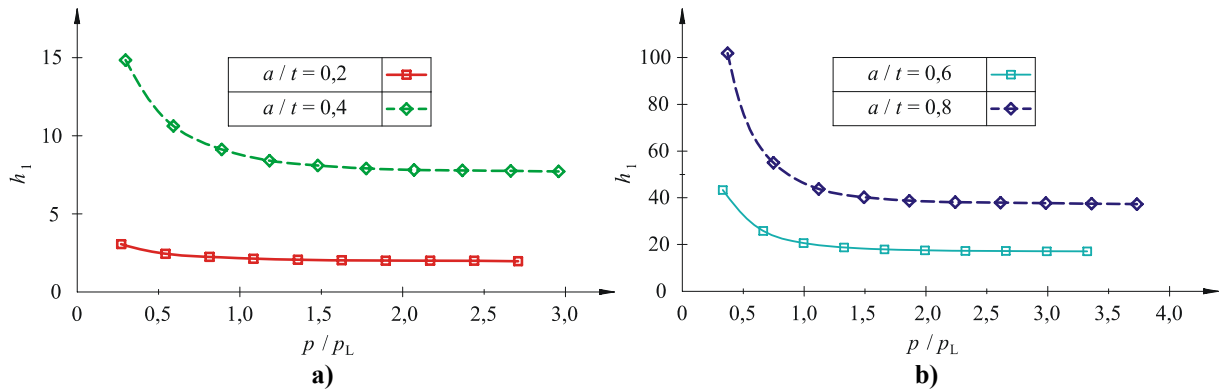 15
10
5
0
h₁
a / t = 0,2
a / t = 0,4
0 0,5 1,0 1,5 2,0 2,5 3,0
p / p_L
a)
100
80
60
40
20
0
h₁
a / t = 0,6
a / t = 0,8
0 0,5 1,0 1,5 2,0 2,5 3,0 3,5 4,0
p / p_L
b)